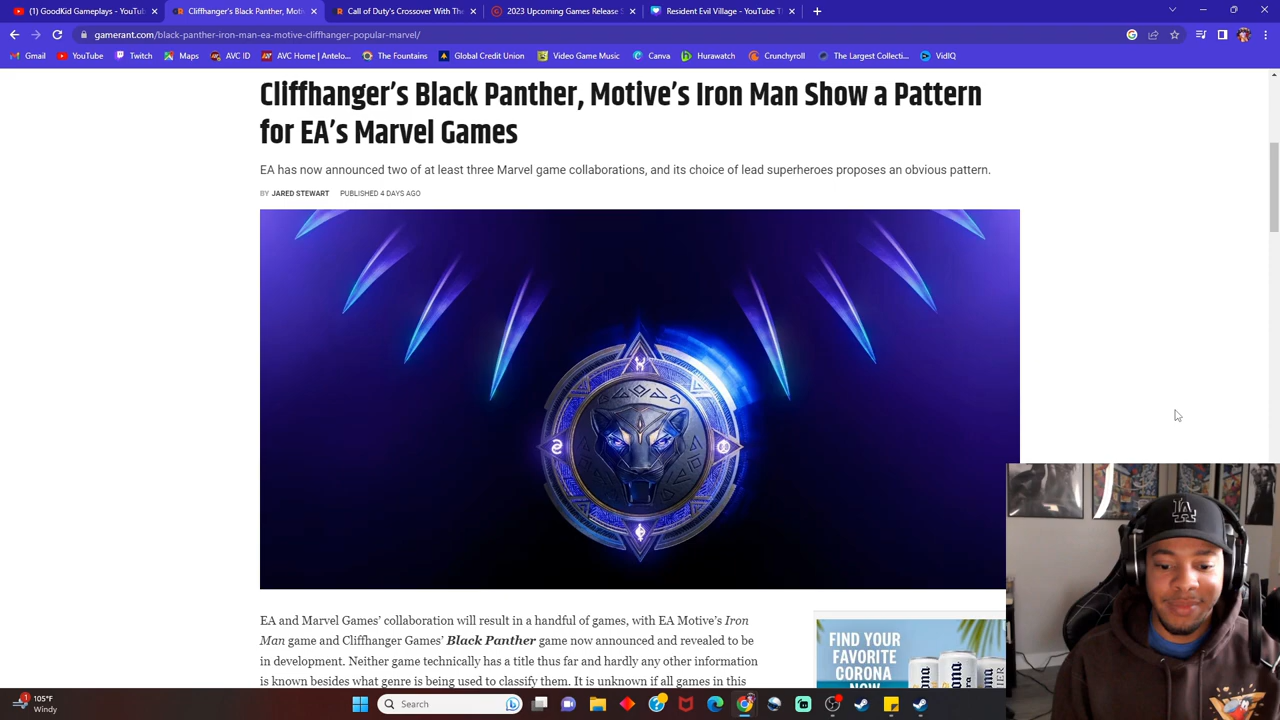 (1) GoodKid Gameplays - YouTu
Cliffhanger's Black Panther, Moti
Call of Duty's Crossover With The
2023 Upcoming Games Release
Resident Evil Village - YouTube
gamerant.com/black-panther-iron-man-ea-motive-cliffhanger-popular-marvel/
Gmail YouTube Twitch Maps AVC ID AVC Home | Antelo... The Fountains Global Credit Union Video Game Music Canva Hurawatch Crunchyroll The Largest Collecti... VidIQ
Cliffhanger's Black Panther, Motive's Iron Man Show a Pattern
for EA's Marvel Games
EA has now announced two of at least three Marvel game collaborations, and its choice of lead superheroes proposes an obvious pattern.
BY JARED STEWART PUBLISHED 4 DAYS AGO
EA and Marvel Games' collaboration will result in a handful of games, with EA Motive's Iron
Man game and Cliffhanger Games' Black Panther game now announced and revealed to be
in development. Neither game technically has a title thus far and hardly any other information
is known besides what genre is being used to classify them. It is unknown if all games in this
FIND YOUR
FAVORITE
CORONA
NOW
LA
1
105°F
Windy
Search